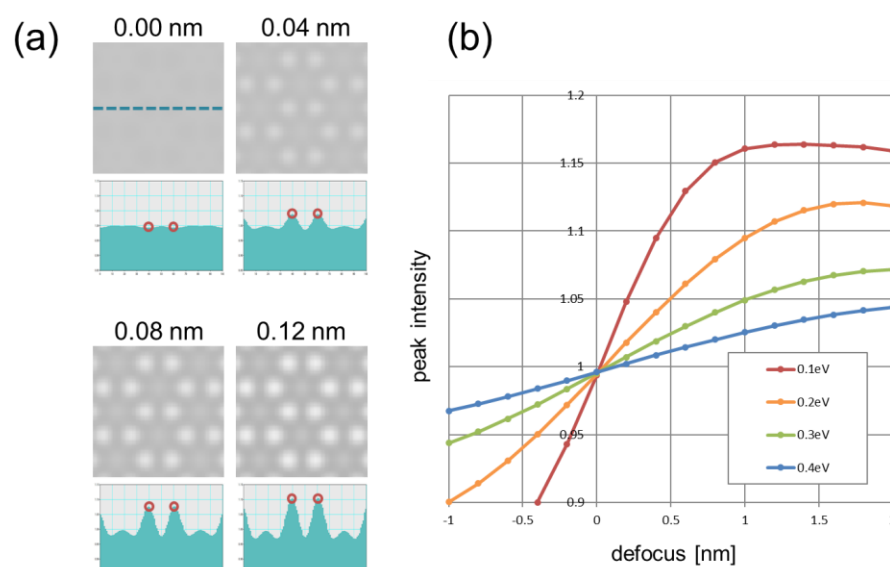 (a)
0.00 nm
0.04 nm
0.08 nm
0.12 nm
(b)
1.2
1.15
1.1
1.05
1
0.95
0.9
-1
-0.5
0
0.5
1
1.5
peak intensity
defocus [nm]
0.1eV
0.2eV
0.3eV
0.4eV